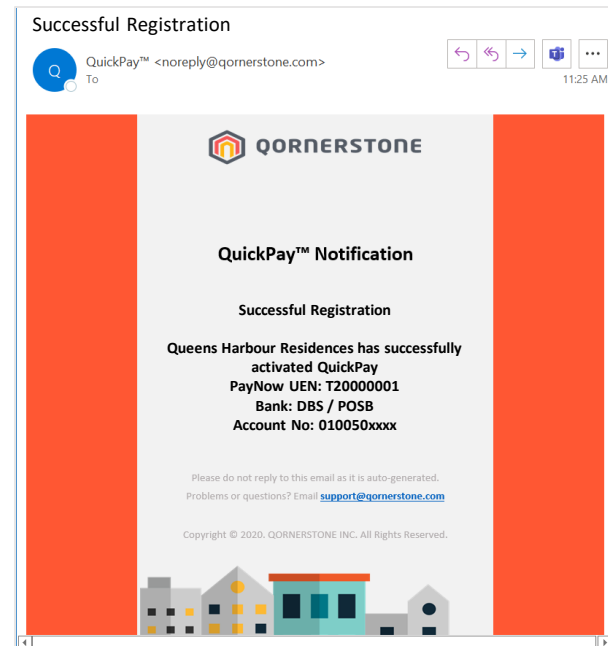 Successful Registration
Q
QuickPay™ <noreply@qornerstone.com>
To
11:25 AM
QORNERSTONE
QuickPay™ Notification
Successful Registration
Queens Harbour Residences has successfully
activated QuickPay
PayNow UEN: T20000001
Bank: DBS / POSB
Account No: 010050xxxx
Please do not reply to this email as it is auto-generated.
Problems or questions? Email support@qornerstone.com
Copyright © 2020. QORNERSTONE INC. All Rights Reserved.